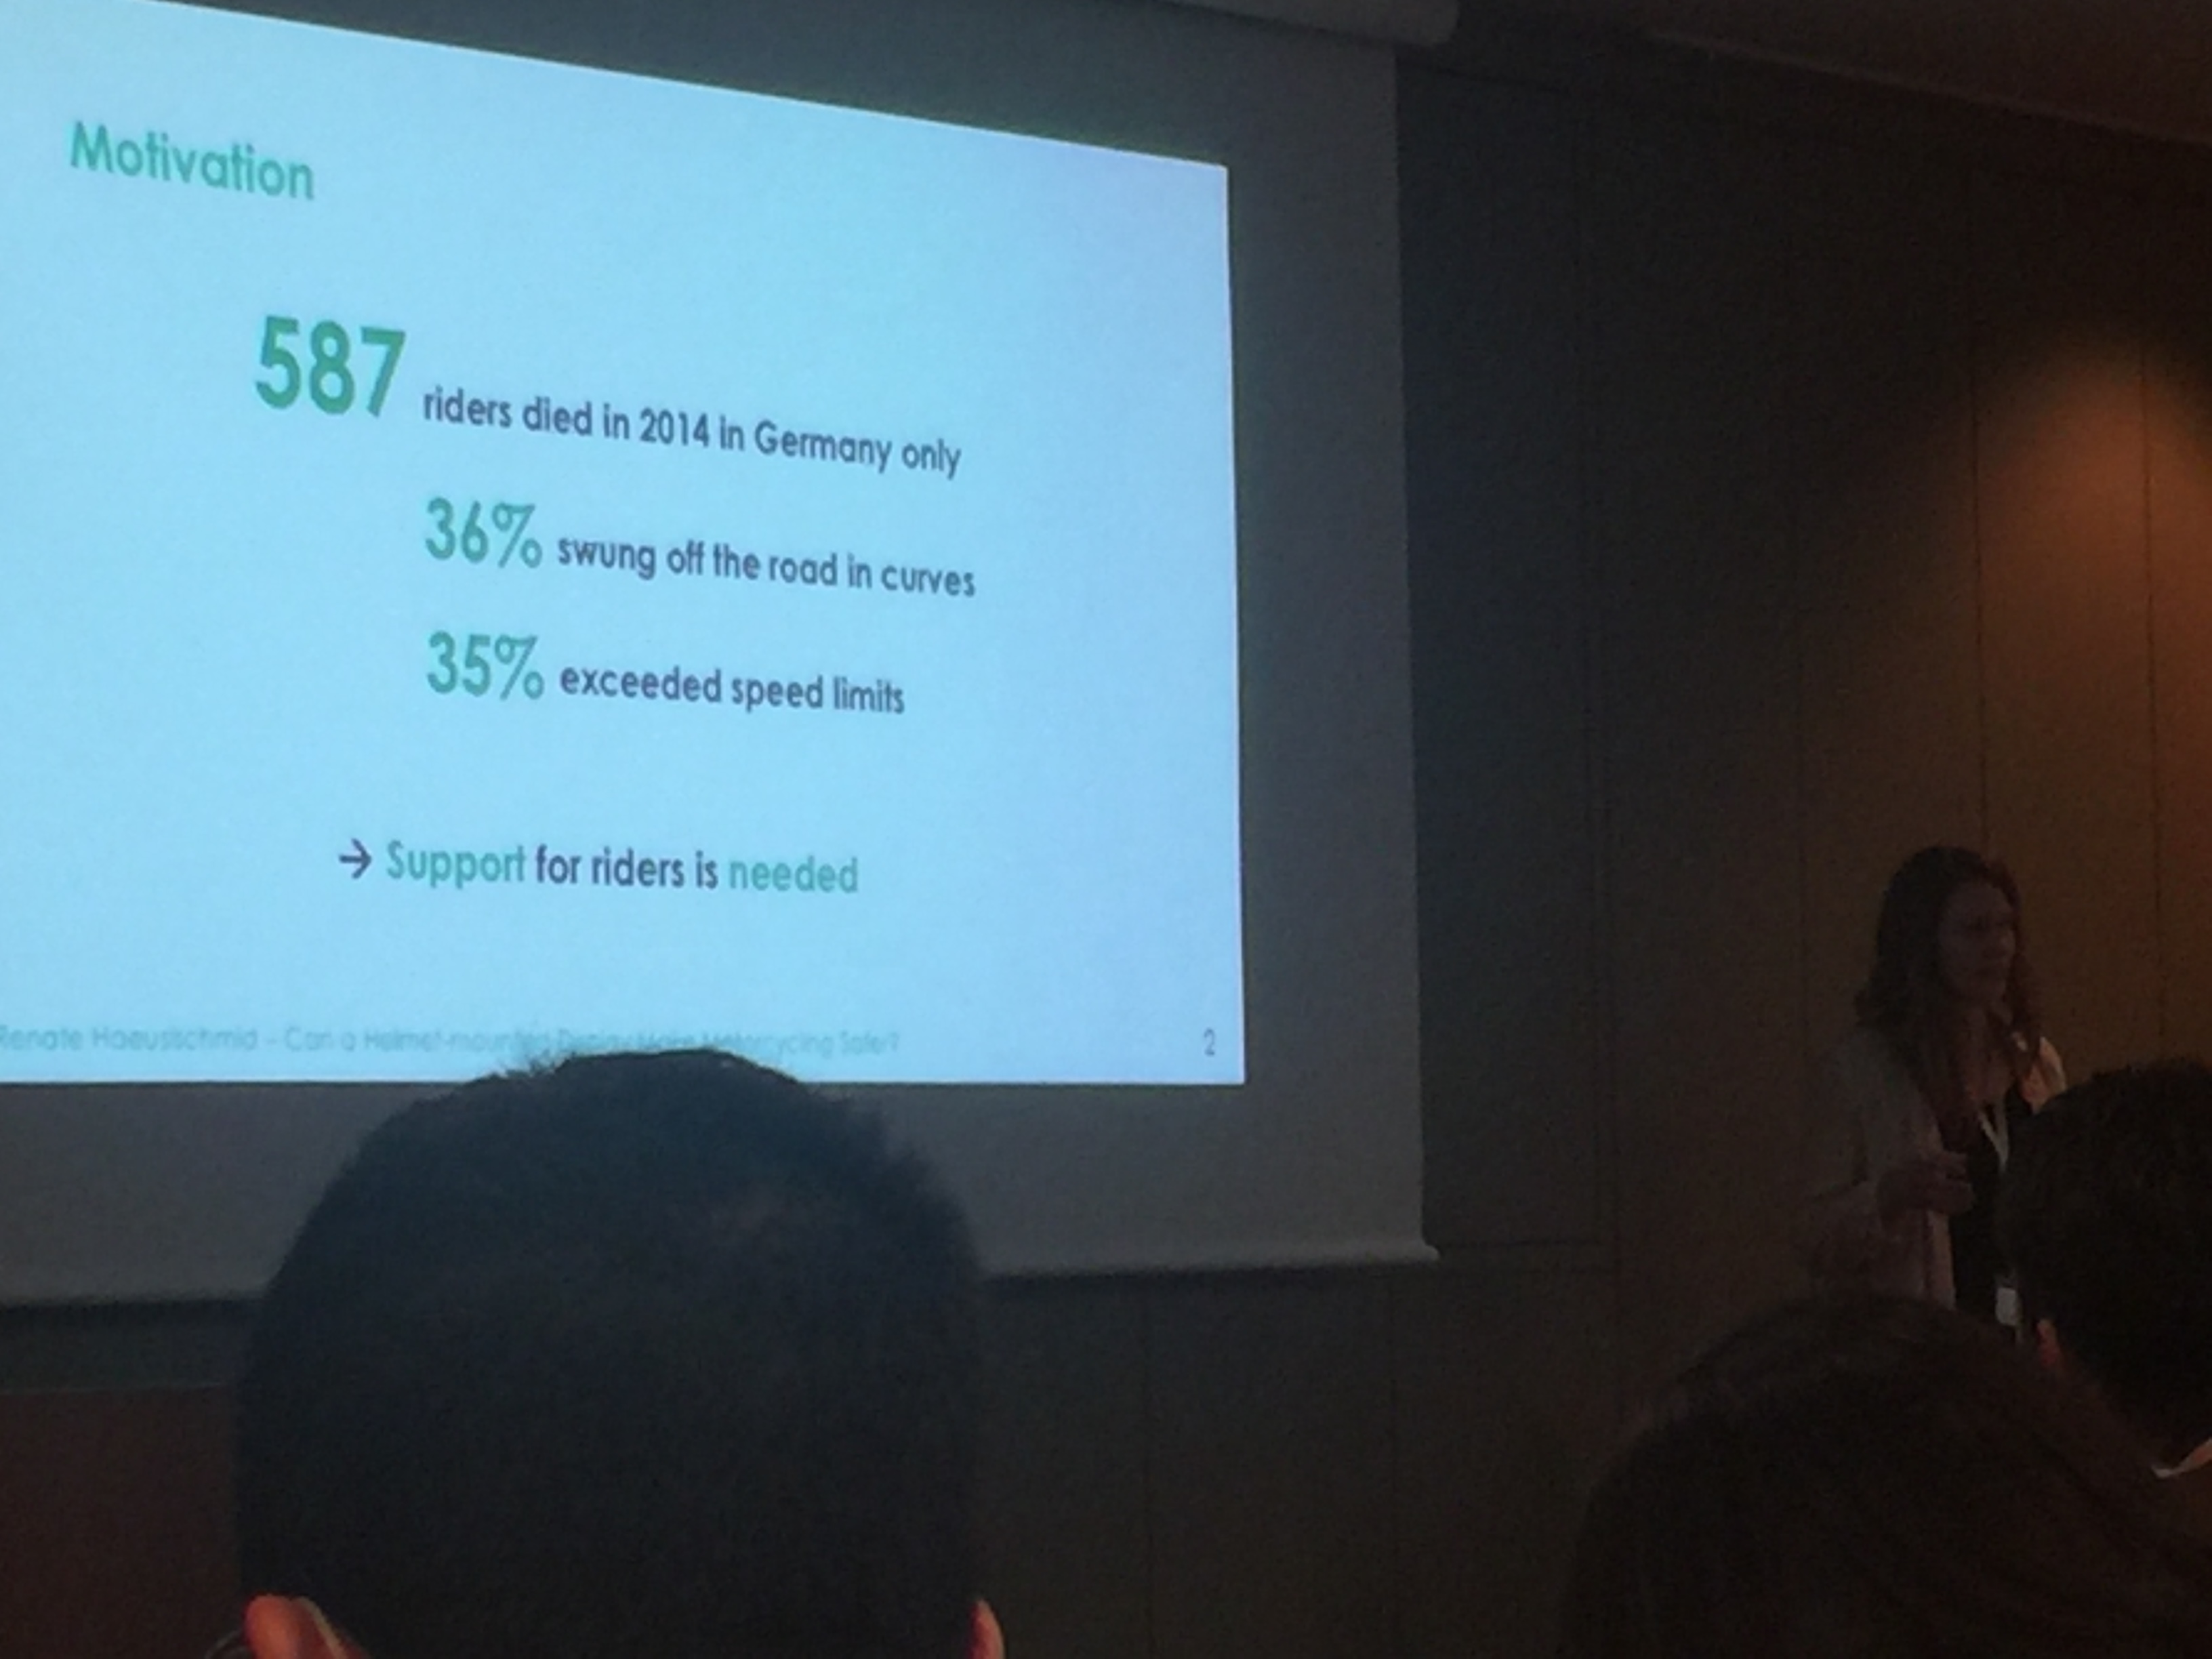 Motivation
587 riders died in 2014 in Germany only
36% swung off the road in curves
35% exceeded speed limits
→ Support for riders is needed
Renate Haeuslschmid - Can a Helmet-mounted Display Make Motorcycling Safer?
2